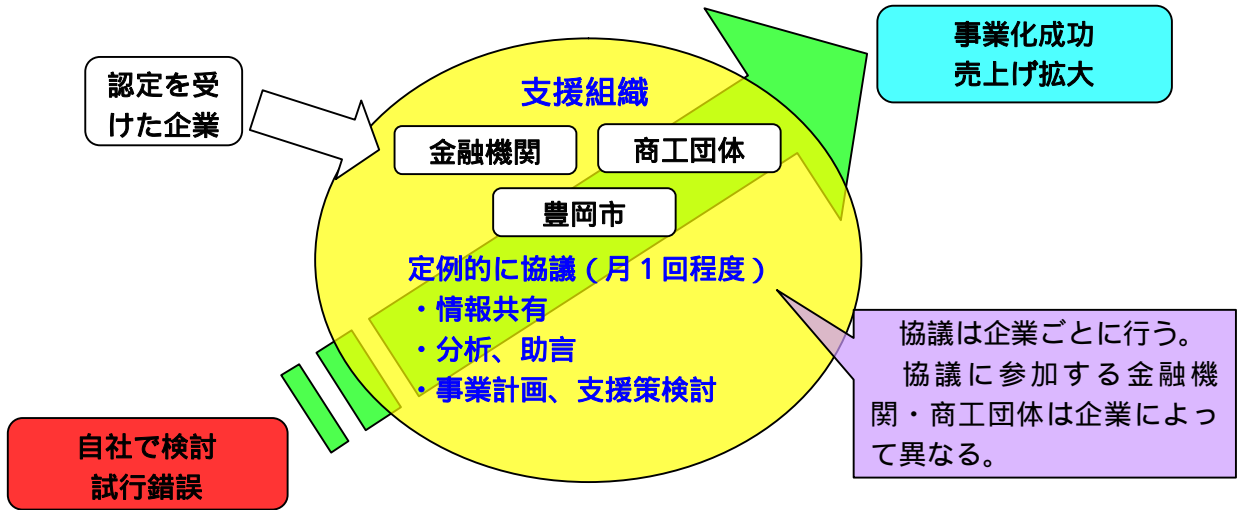 認定を受
けた企業
支援組織
金融機関
商工団体
豊岡市
定例的に協議（月１回程度）
・情報共有
・分析、助言
・事業計画、支援策検討
事業化成功
売上げ拡大
協議は企業ごとに行う。
協議に参加する金融機
関・商工団体は企業によっ
て異なる。
自社で検討
試行錯誤